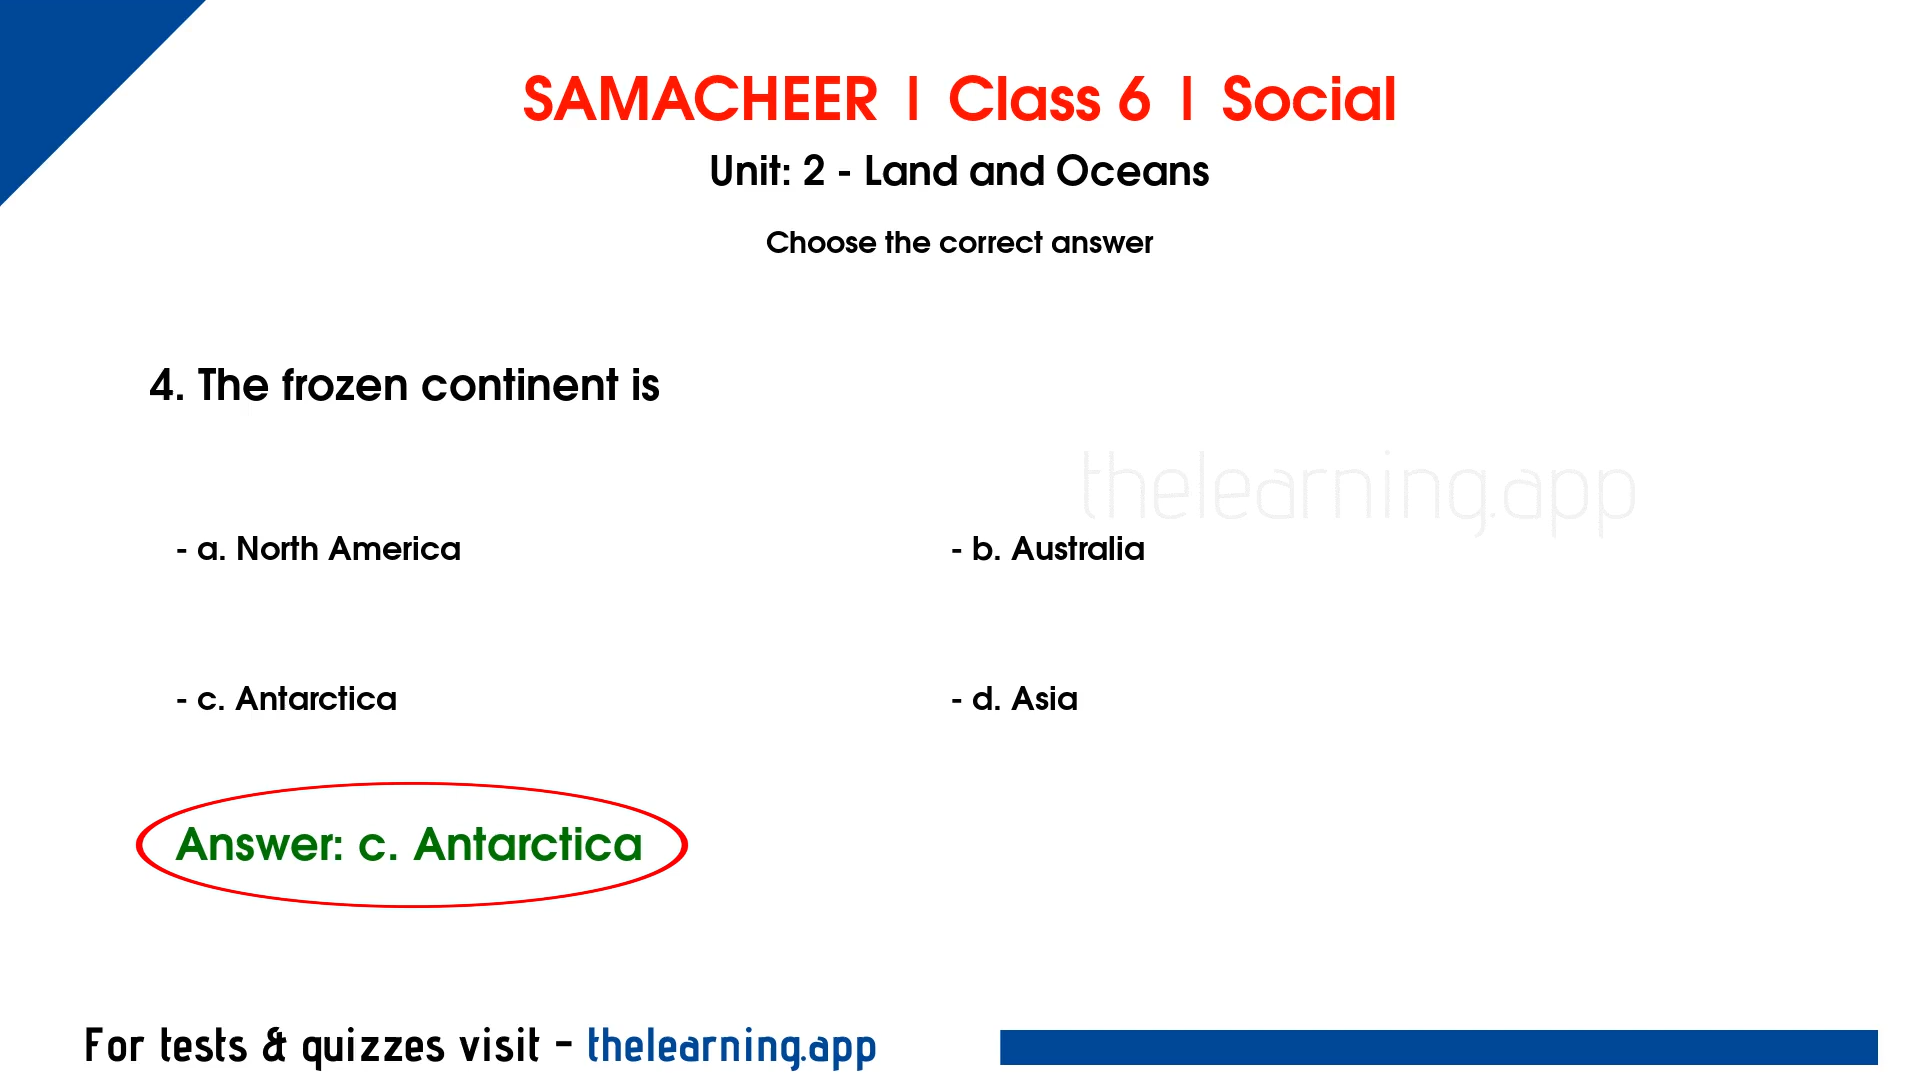 SAMACHEER | Class 6 | Social
Unit: 2 - Land and Oceans
Choose the correct answer
4. The frozen continent is
thelearning.app
- a. North America
- b. Australia
- c. Antarctica
- d. Asia
Answer: c. Antarctica
For tests & quizzes visit - thelearning.app